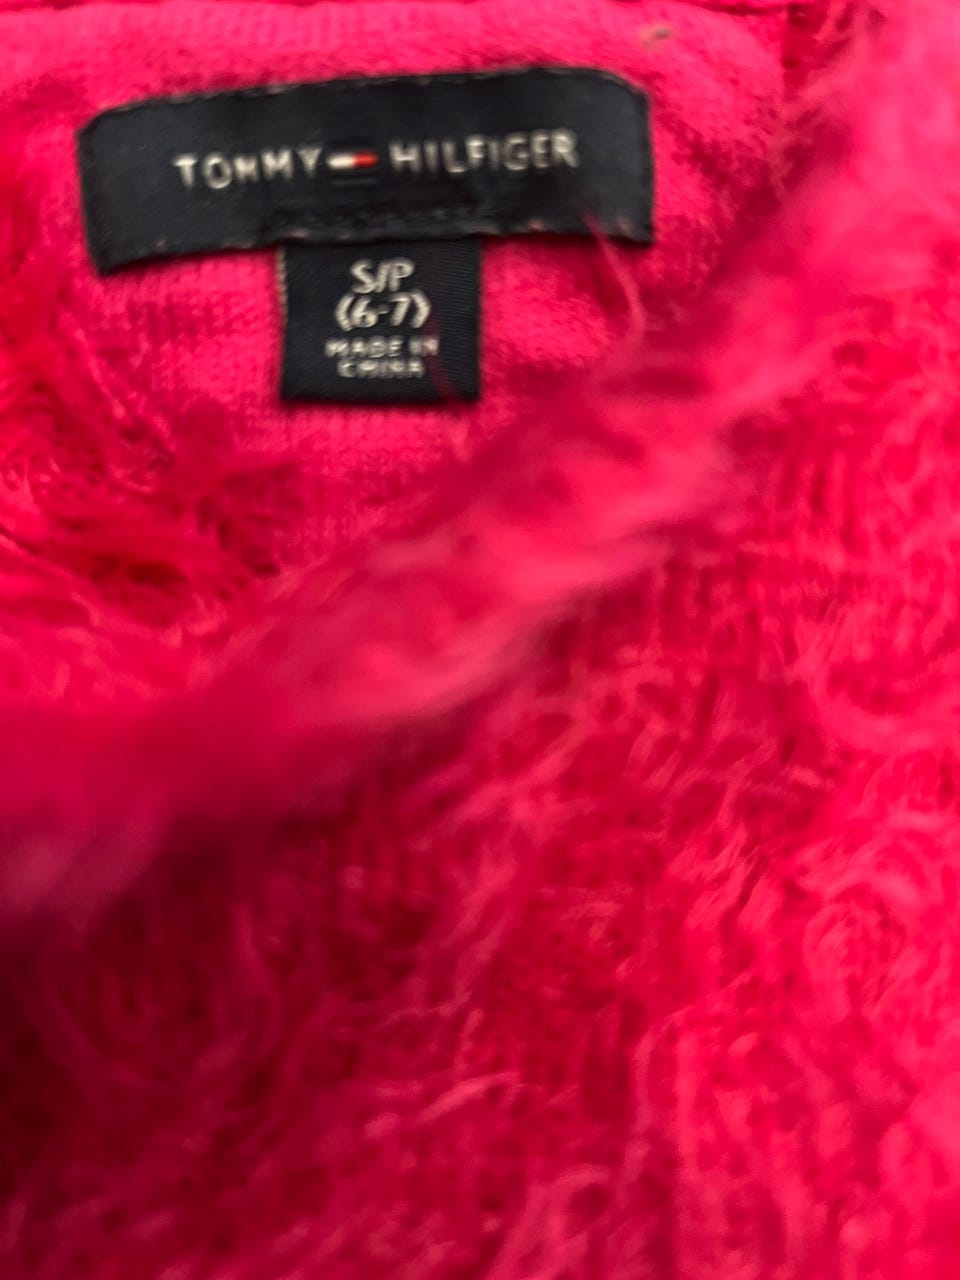 TOMMY HILFIGER
S/P
(6-7)
MADE IN
CHINA